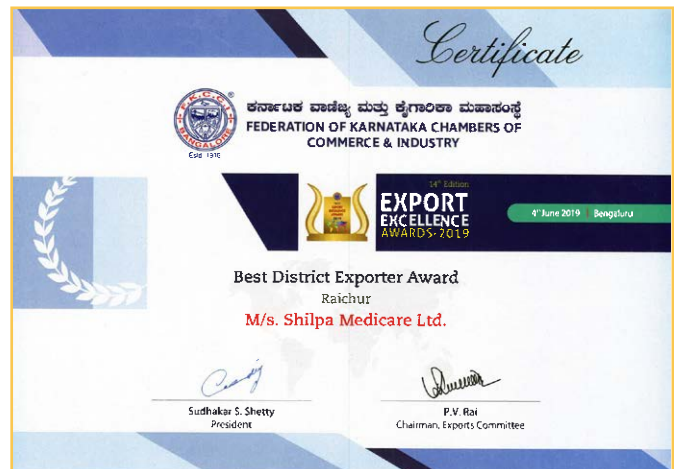 Certificate
F.K.C.C.I
BANGALORE
Estd 1916
ಕರ್ನಾಟಕ ವಾಣಿಜ್ಯ ಮತ್ತು ಕೈಗಾರಿಕಾ ಮಹಾಸಂಸ್ಥೆ
FEDERATION OF KARNATAKA CHAMBERS OF
COMMERCE & INDUSTRY
14th Edition
EXPORT
EXCELLENCE
AWARDS-2019
4th June 2019 | Bengaluru
Best District Exporter Award
Raichur
M/s. Shilpa Medicare Ltd.
Sudhakar S. Shetty
President
P.V. Rai
Chairman, Exports Committee